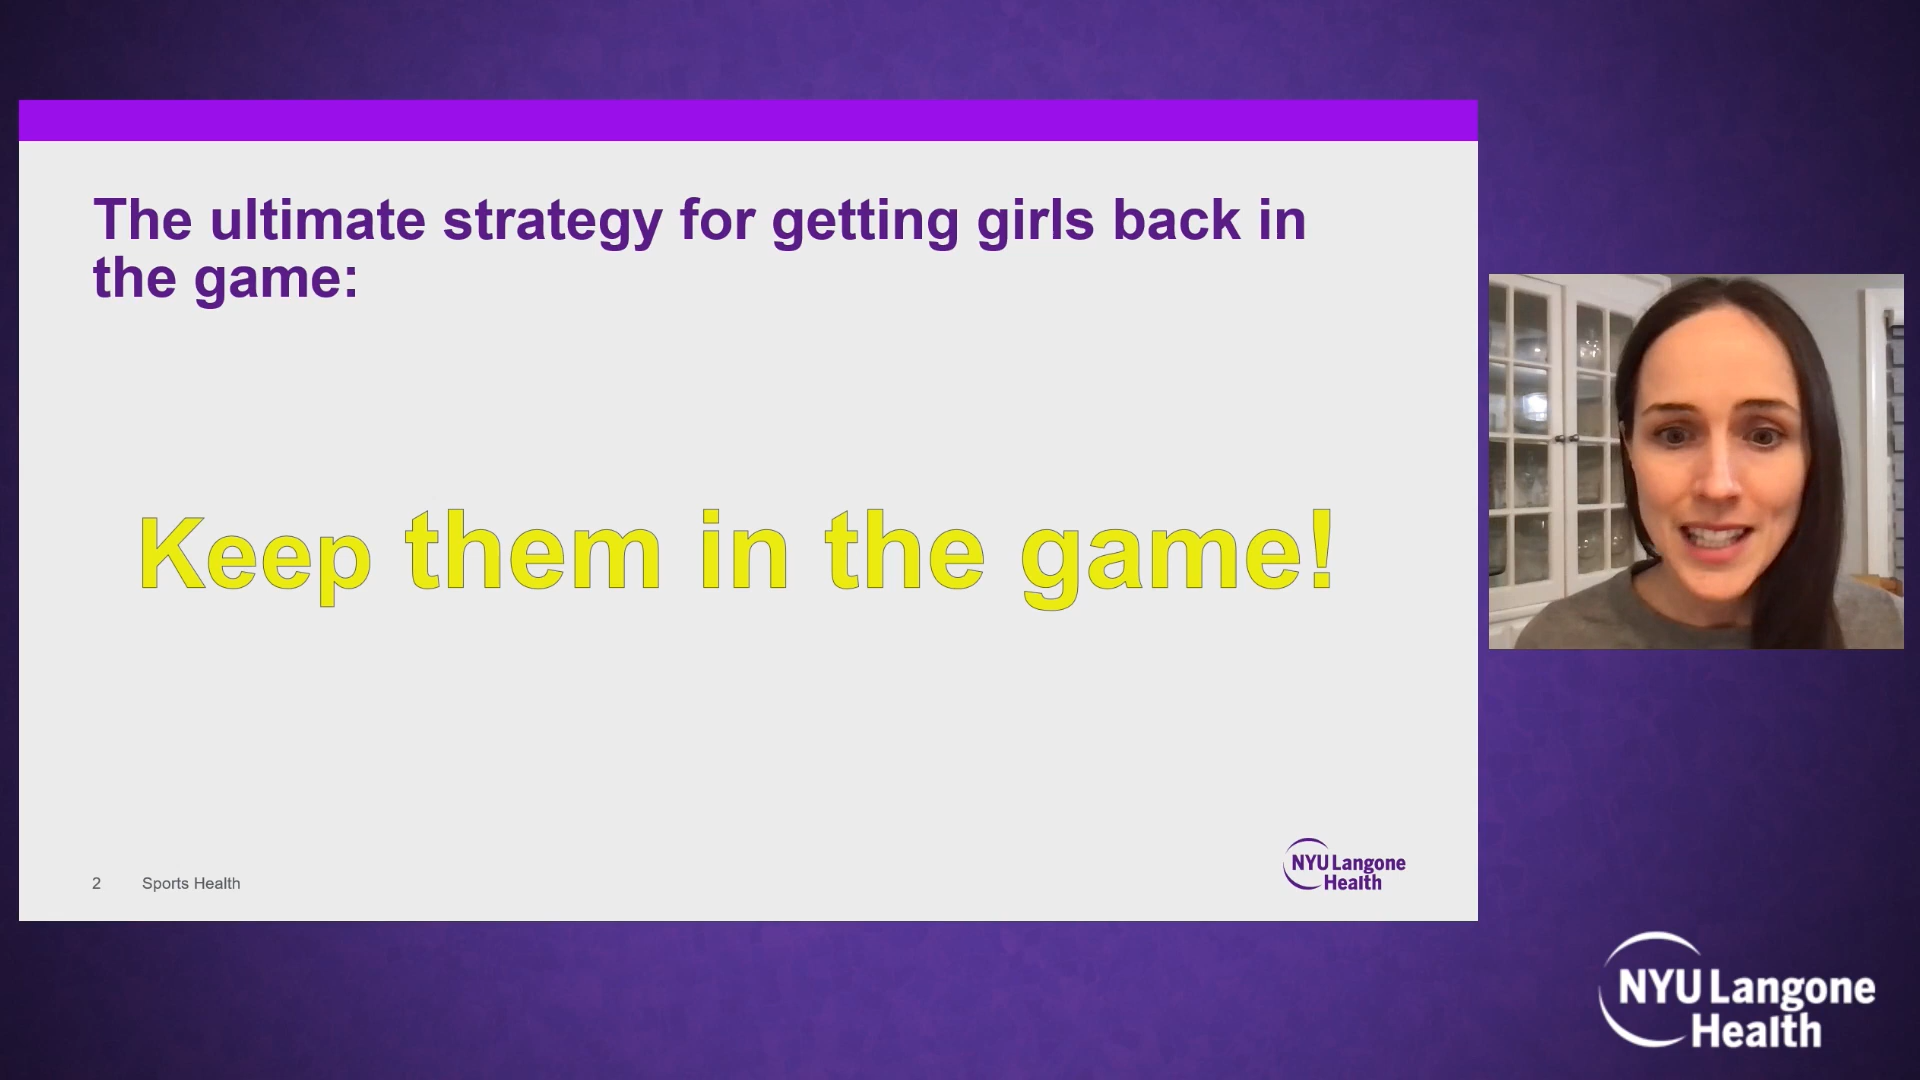 The ultimate strategy for getting girls back in
the game:
Keep them in the game!
2 Sports Health
NYU Langone
Health
NYU Langone
Health